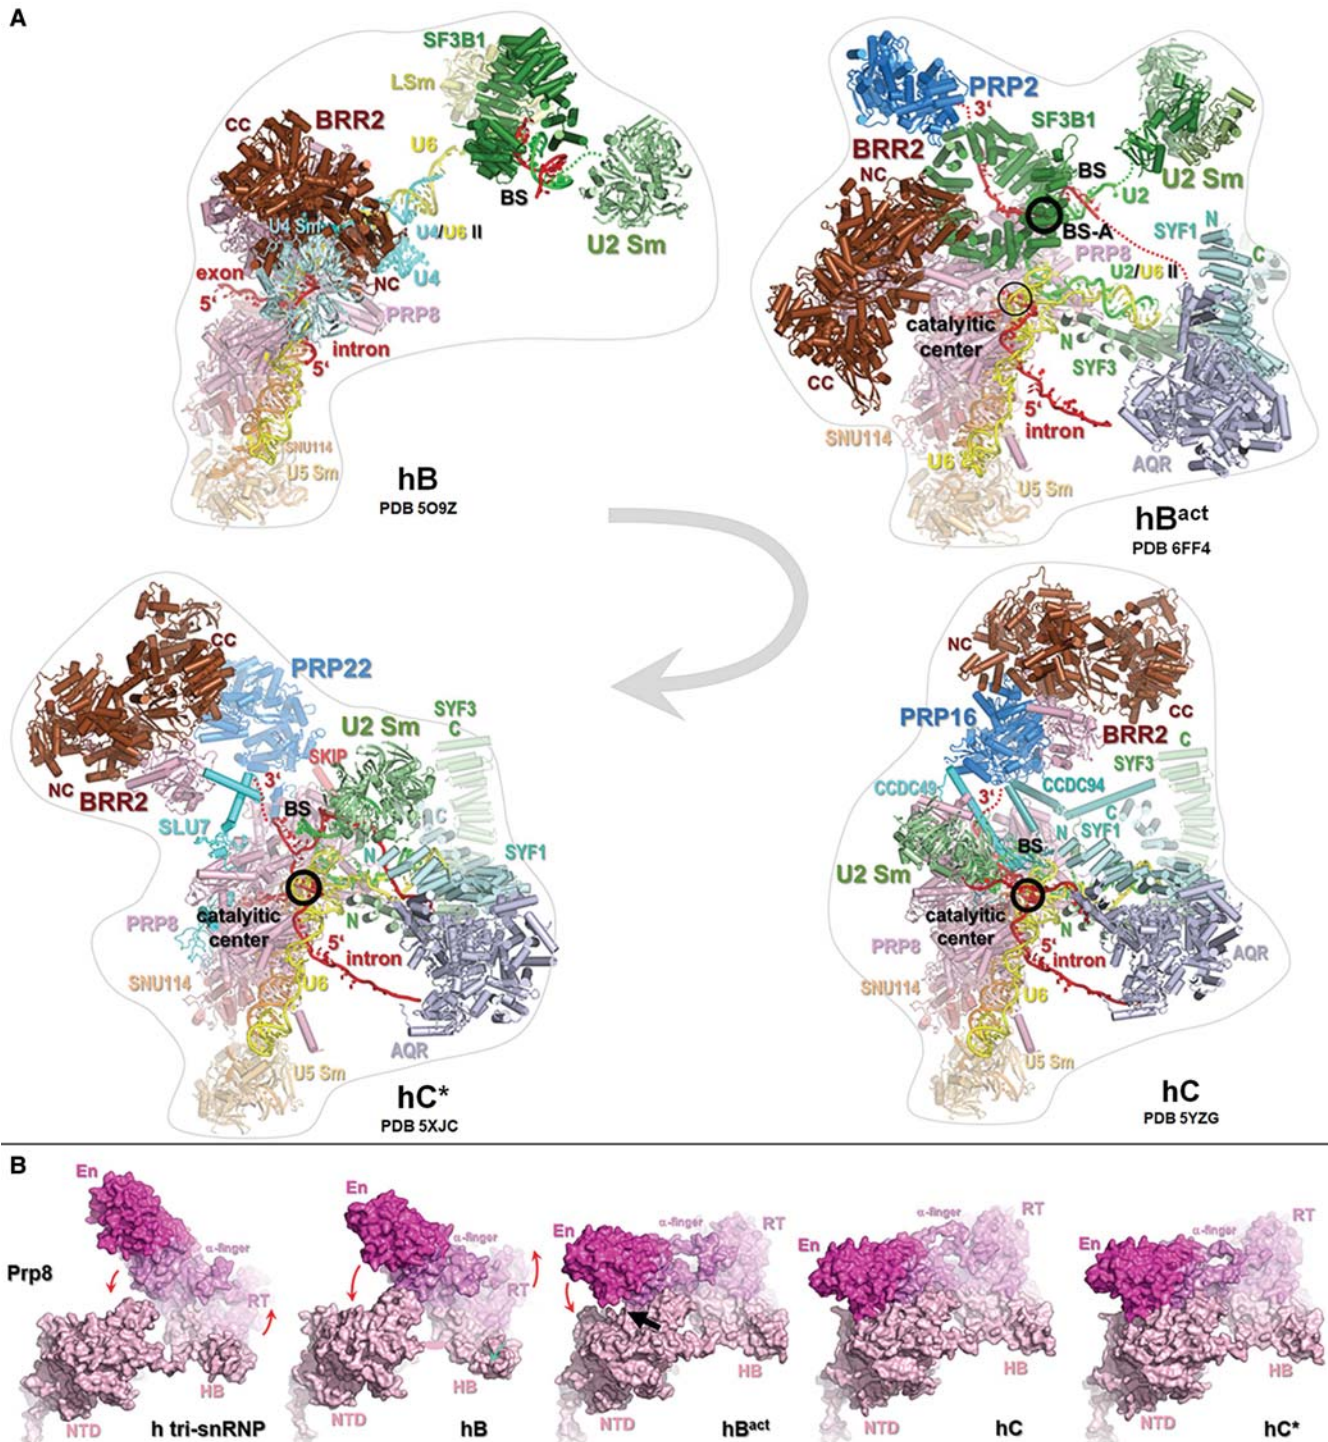 A
SF3B1
LSm
BRR2
CC
U6
BS
U2 Sm
U4 Sm
U4/U6 II
U4
exon
NC
5‘
PRP8
intron
5‘
SNU114
U5 Sm
hB
PDB 5O9Z
PRP2
3‘
SF3B1
BRR2
NC
BS
U2
U2 Sm
BS-A
SYF1
N
C
PRP8
U2/U6 II
catalyitic
center
N
SYF3
CC
5‘
intron
SNU114
U6
AQR
U5 Sm
hBact
PDB 6FF4
CC
PRP22
U2 Sm
SYF3
C
SKIP
NC
BRR2
3‘
BS
SLU7
C
N
SYF1
PRP8
catalyitic
center
N
5‘
intron
SNU114
U6
AQR
U5 Sm
hC*
PDB 5XJC
NC
PRP16
CC
BRR2
C
SYF3
CCDC49
CCDC94
3‘
C
N
SYF1
BS
U2 Sm
catalyitic
center
N
PRP8
5‘
intron
AQR
SNU114
U6
U5 Sm
hC
PDB 5YZG
B
Prp8
En
α-finger
RT
HB
NTD
h tri-snRNP
En
α-finger
RT
HB
NTD
hB
En
α-finger
RT
HB
NTD
hBact
En
α-finger
RT
HB
NTD
hC
En
α-finger
RT
HB
NTD
hC*